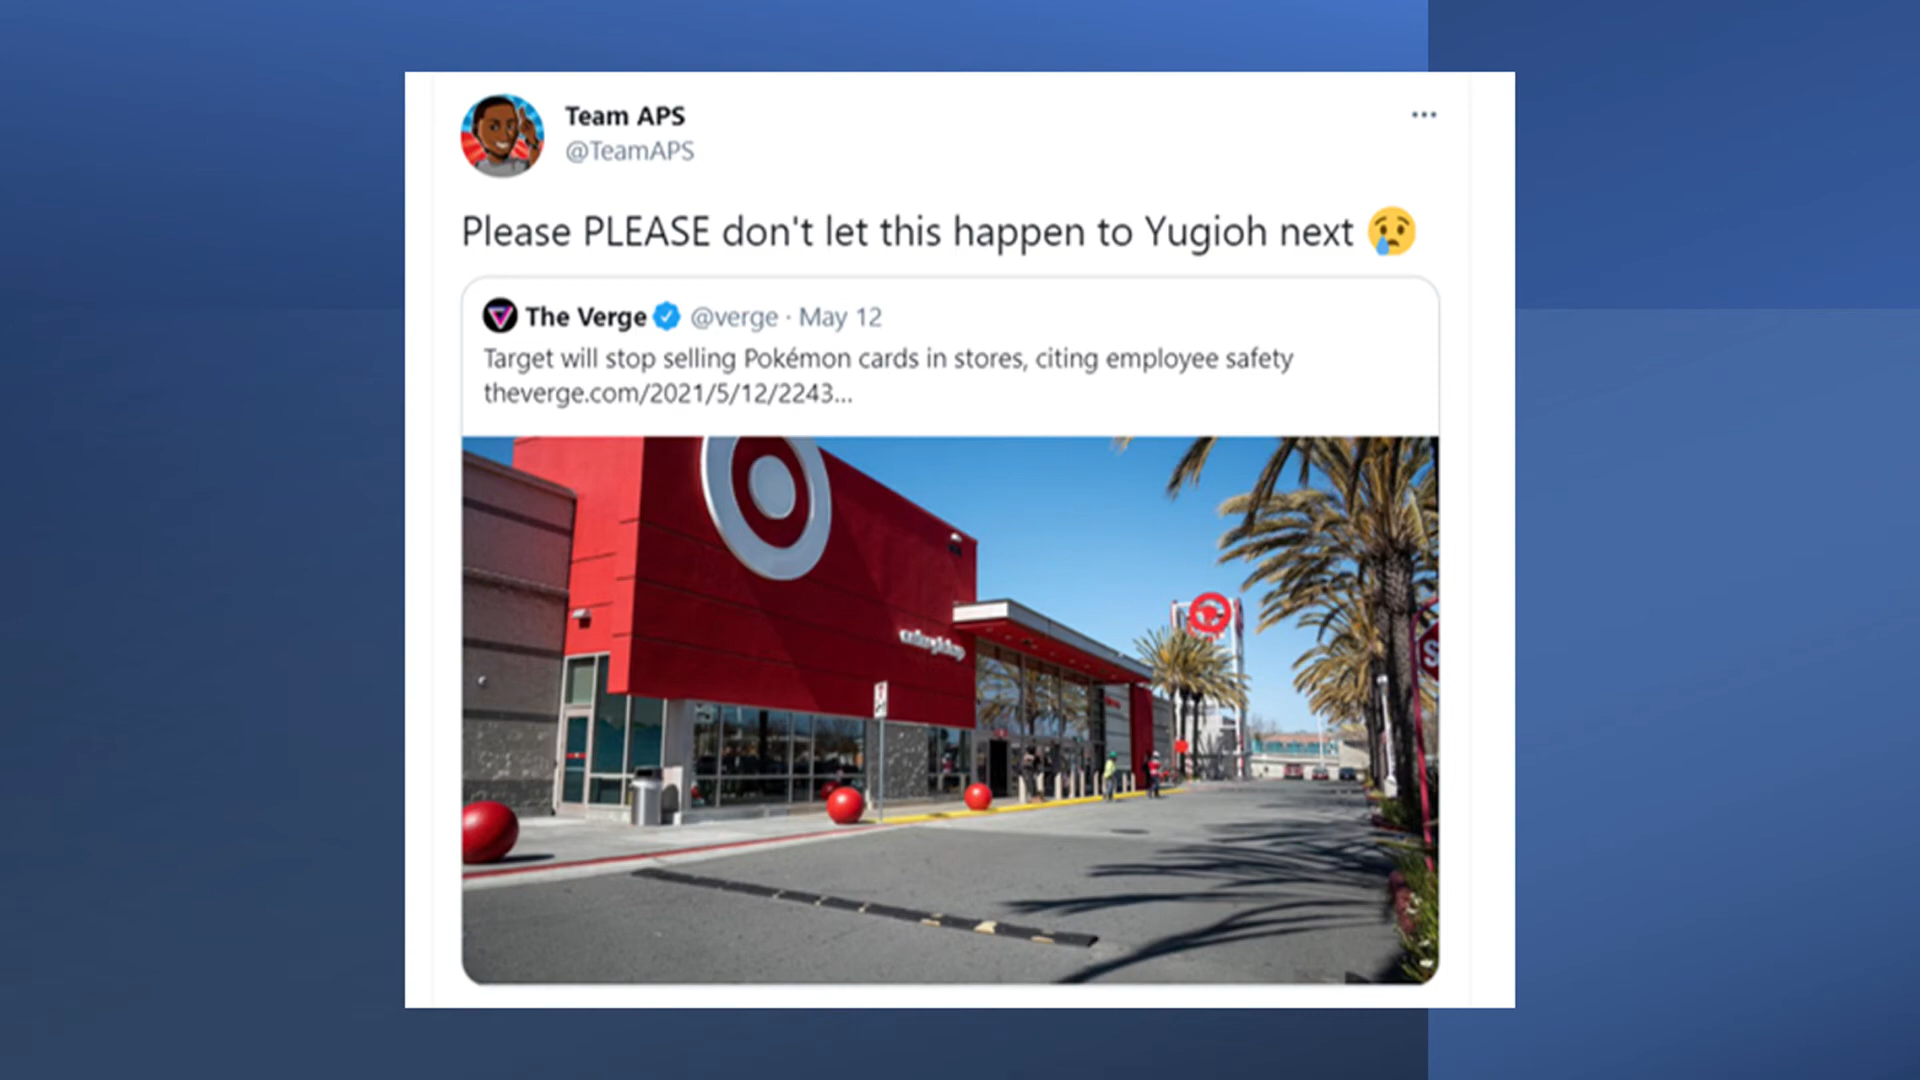 Team APS
@TeamAPS
Please PLEASE don't let this happen to Yugioh next 😢
The Verge @verge · May 12
Target will stop selling Pokémon cards in stores, citing employee safety
theverge.com/2021/5/12/2243...